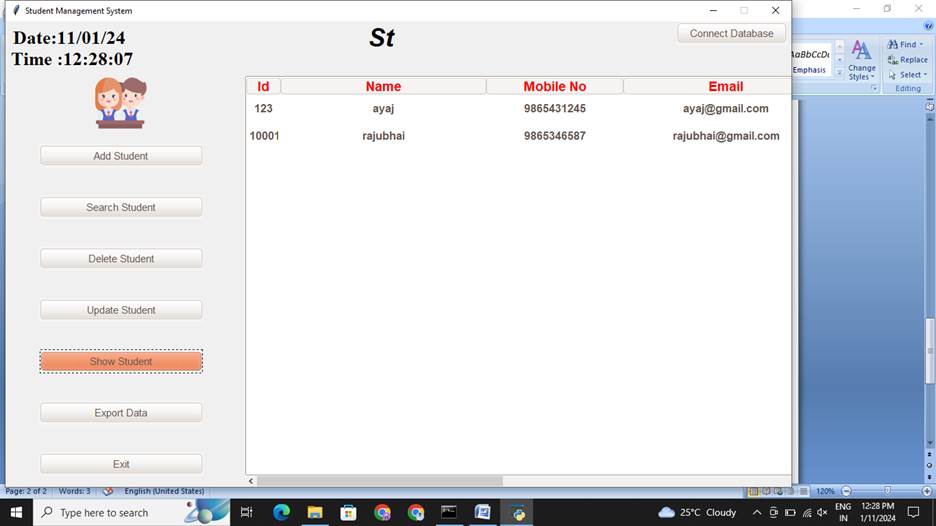 Student Management System
Date:11/01/24
Time :12:28:07
St
Connect Database
Id Name Mobile No Email
123 ayaj 9865431245 ayaj@gmail.com
10001 rajubhai 9865346587 rajubhai@gmail.com
Add Student
Search Student
Delete Student
Update Student
Show Student
Export Data
Exit
AaBbCcDc
Emphasis
Change
Styles
Find
Replace
Select
Editing
Page: 2 of 2 Words: 3 English (United States) 120%
Type here to search
25°C Cloudy
ENG
IN
12:28 PM
1/11/2024